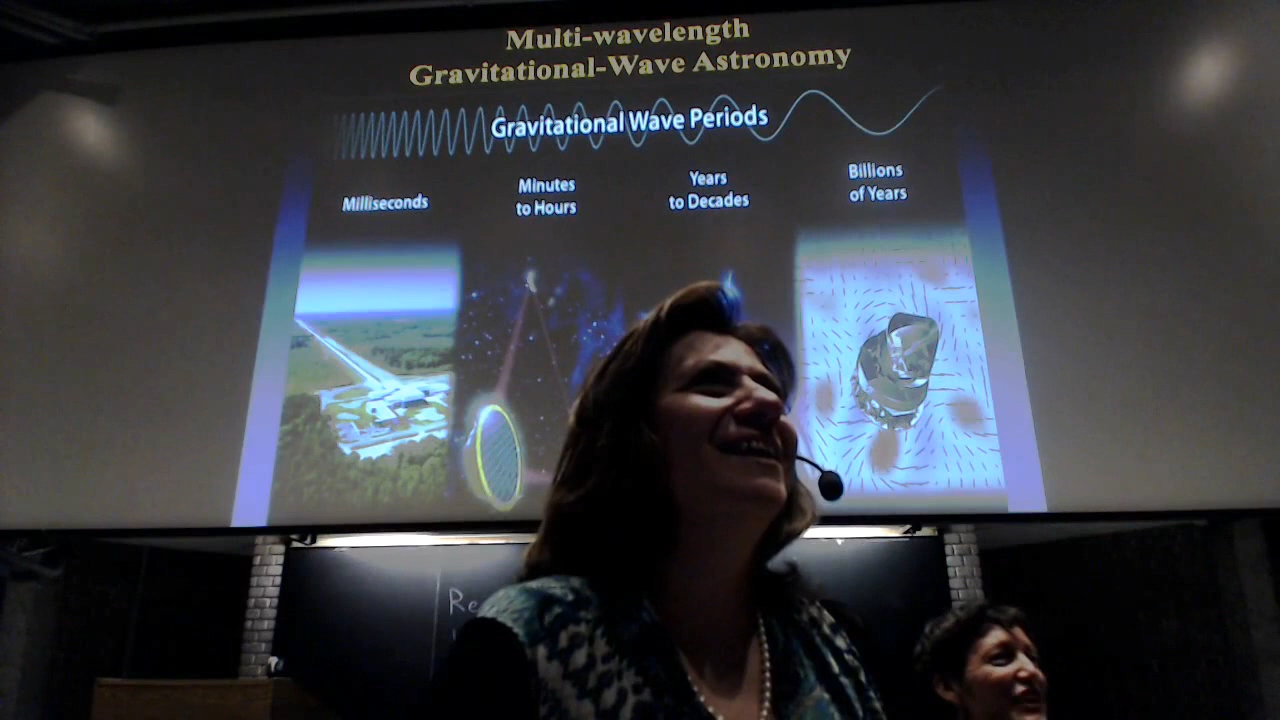 Multi-wavelength
Gravitational-Wave Astronomy
Gravitational Wave Periods
Milliseconds
Minutes
to Hours
Years
to Decades
Billions
of Years